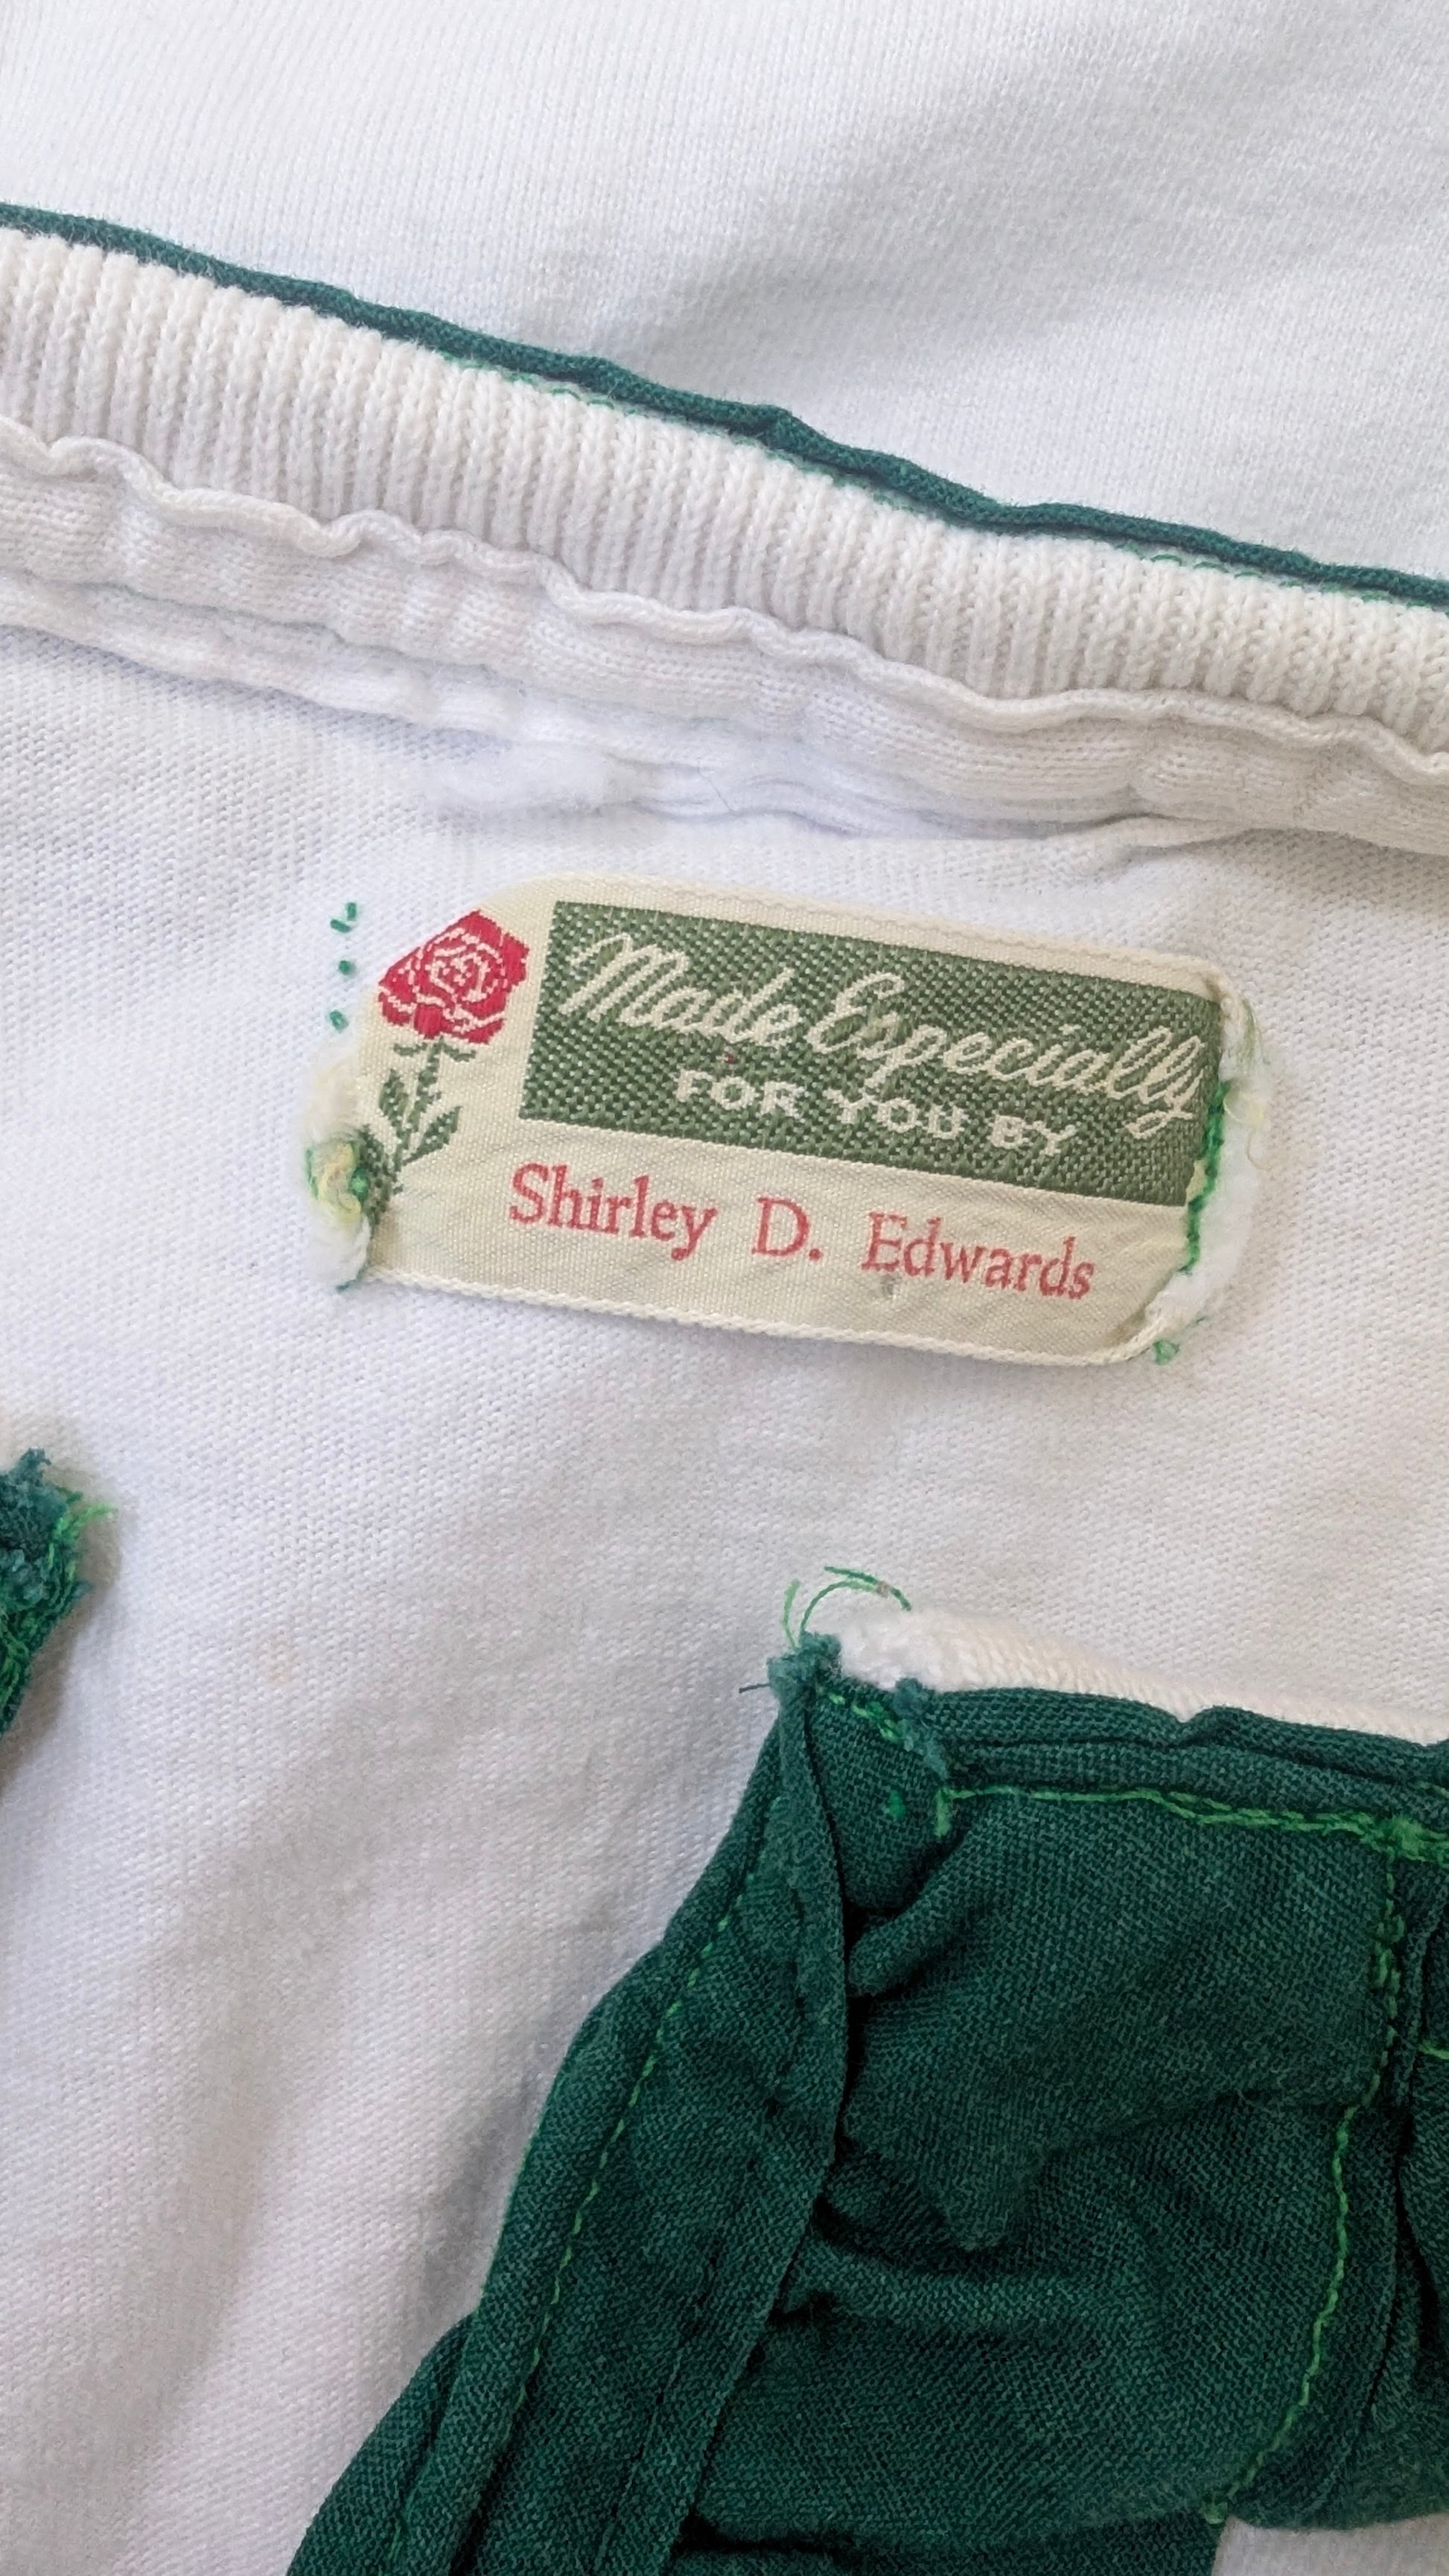 Made Especially
FOR YOU BY
Shirley D. Edwards